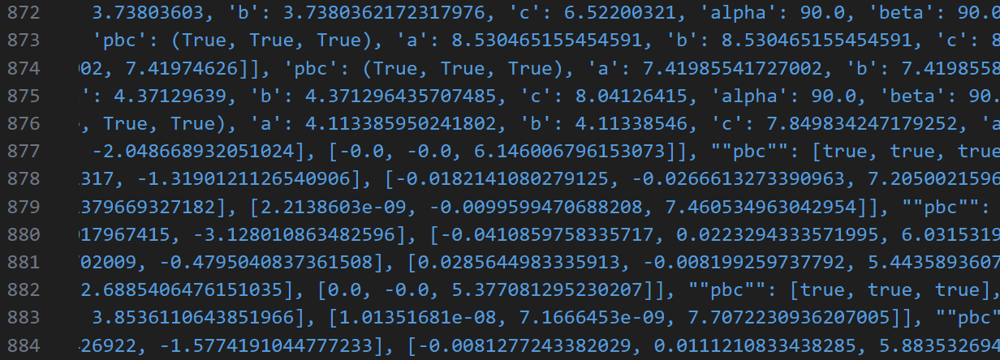 872 3.73803603, 'b': 3.7380362172317976, 'c': 6.52200321, 'alpha': 90.0, 'beta': 90.0
873 'pbc': (True, True, True), 'a': 8.530465155454591, 'b': 8.530465155454591, 'c': 8
874 002, 7.41974626]], 'pbc': (True, True, True), 'a': 7.41985541727002, 'b': 7.4198558
875 ': 4.37129639, 'b': 4.371296435707485, 'c': 8.04126415, 'alpha': 90.0, 'beta': 90.
876 , True, True), 'a': 4.113385950241802, 'b': 4.11338546, 'c': 7.849834247179252, 'a
877 -2.048668932051024], [-0.0, -0.0, 6.146006796153073]], ""pbc"": [true, true, true
878 317, -1.3190121126540906], [-0.0182141080279125, -0.0266613273390963, 7.2050021596
879 379669327182], [2.2138603e-09, -0.0099599470688208, 7.460534963042954]], ""pbc"":
880 017967415, -3.128010863482596], [-0.0410859758335717, 0.0223294333571995, 6.0315319
881 02009, -0.4795040837361508], [0.0285644983335913, -0.008199259737792, 5.4435893607
882 2.6885406476151035], [0.0, -0.0, 5.377081295230207]], ""pbc"": [true, true, true],
883 3.8536110643851966], [1.01351681e-08, 7.1666453e-09, 7.7072230936207005]], ""pbc"
884 26922, -1.5774191044777233], [-0.0081277243382029, 0.0111210833438285, 5.883532694